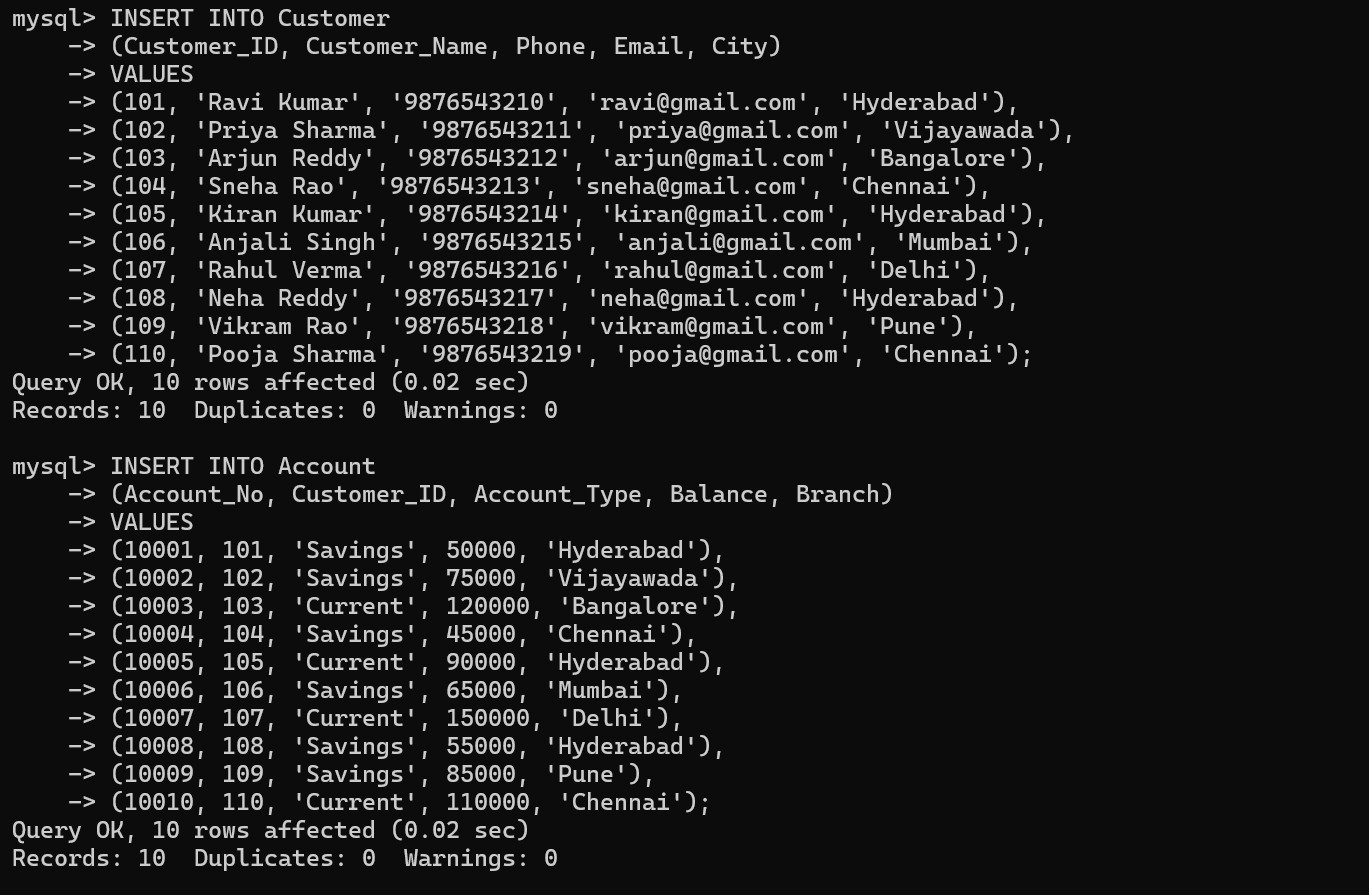 mysql> INSERT INTO Customer
    -> (Customer_ID, Customer_Name, Phone, Email, City)
    -> VALUES
    -> (101, 'Ravi Kumar', '9876543210', 'ravi@gmail.com', 'Hyderabad'),
    -> (102, 'Priya Sharma', '9876543211', 'priya@gmail.com', 'Vijayawada'),
    -> (103, 'Arjun Reddy', '9876543212', 'arjun@gmail.com', 'Bangalore'),
    -> (104, 'Sneha Rao', '9876543213', 'sneha@gmail.com', 'Chennai'),
    -> (105, 'Kiran Kumar', '9876543214', 'kiran@gmail.com', 'Hyderabad'),
    -> (106, 'Anjali Singh', '9876543215', 'anjali@gmail.com', 'Mumbai'),
    -> (107, 'Rahul Verma', '9876543216', 'rahul@gmail.com', 'Delhi'),
    -> (108, 'Neha Reddy', '9876543217', 'neha@gmail.com', 'Hyderabad'),
    -> (109, 'Vikram Rao', '9876543218', 'vikram@gmail.com', 'Pune'),
    -> (110, 'Pooja Sharma', '9876543219', 'pooja@gmail.com', 'Chennai');
Query OK, 10 rows affected (0.02 sec)
Records: 10  Duplicates: 0  Warnings: 0

mysql> INSERT INTO Account
    -> (Account_No, Customer_ID, Account_Type, Balance, Branch)
    -> VALUES
    -> (10001, 101, 'Savings', 50000, 'Hyderabad'),
    -> (10002, 102, 'Savings', 75000, 'Vijayawada'),
    -> (10003, 103, 'Current', 120000, 'Bangalore'),
    -> (10004, 104, 'Savings', 45000, 'Chennai'),
    -> (10005, 105, 'Current', 90000, 'Hyderabad'),
    -> (10006, 106, 'Savings', 65000, 'Mumbai'),
    -> (10007, 107, 'Current', 150000, 'Delhi'),
    -> (10008, 108, 'Savings', 55000, 'Hyderabad'),
    -> (10009, 109, 'Savings', 85000, 'Pune'),
    -> (10010, 110, 'Current', 110000, 'Chennai');
Query OK, 10 rows affected (0.02 sec)
Records: 10  Duplicates: 0  Warnings: 0